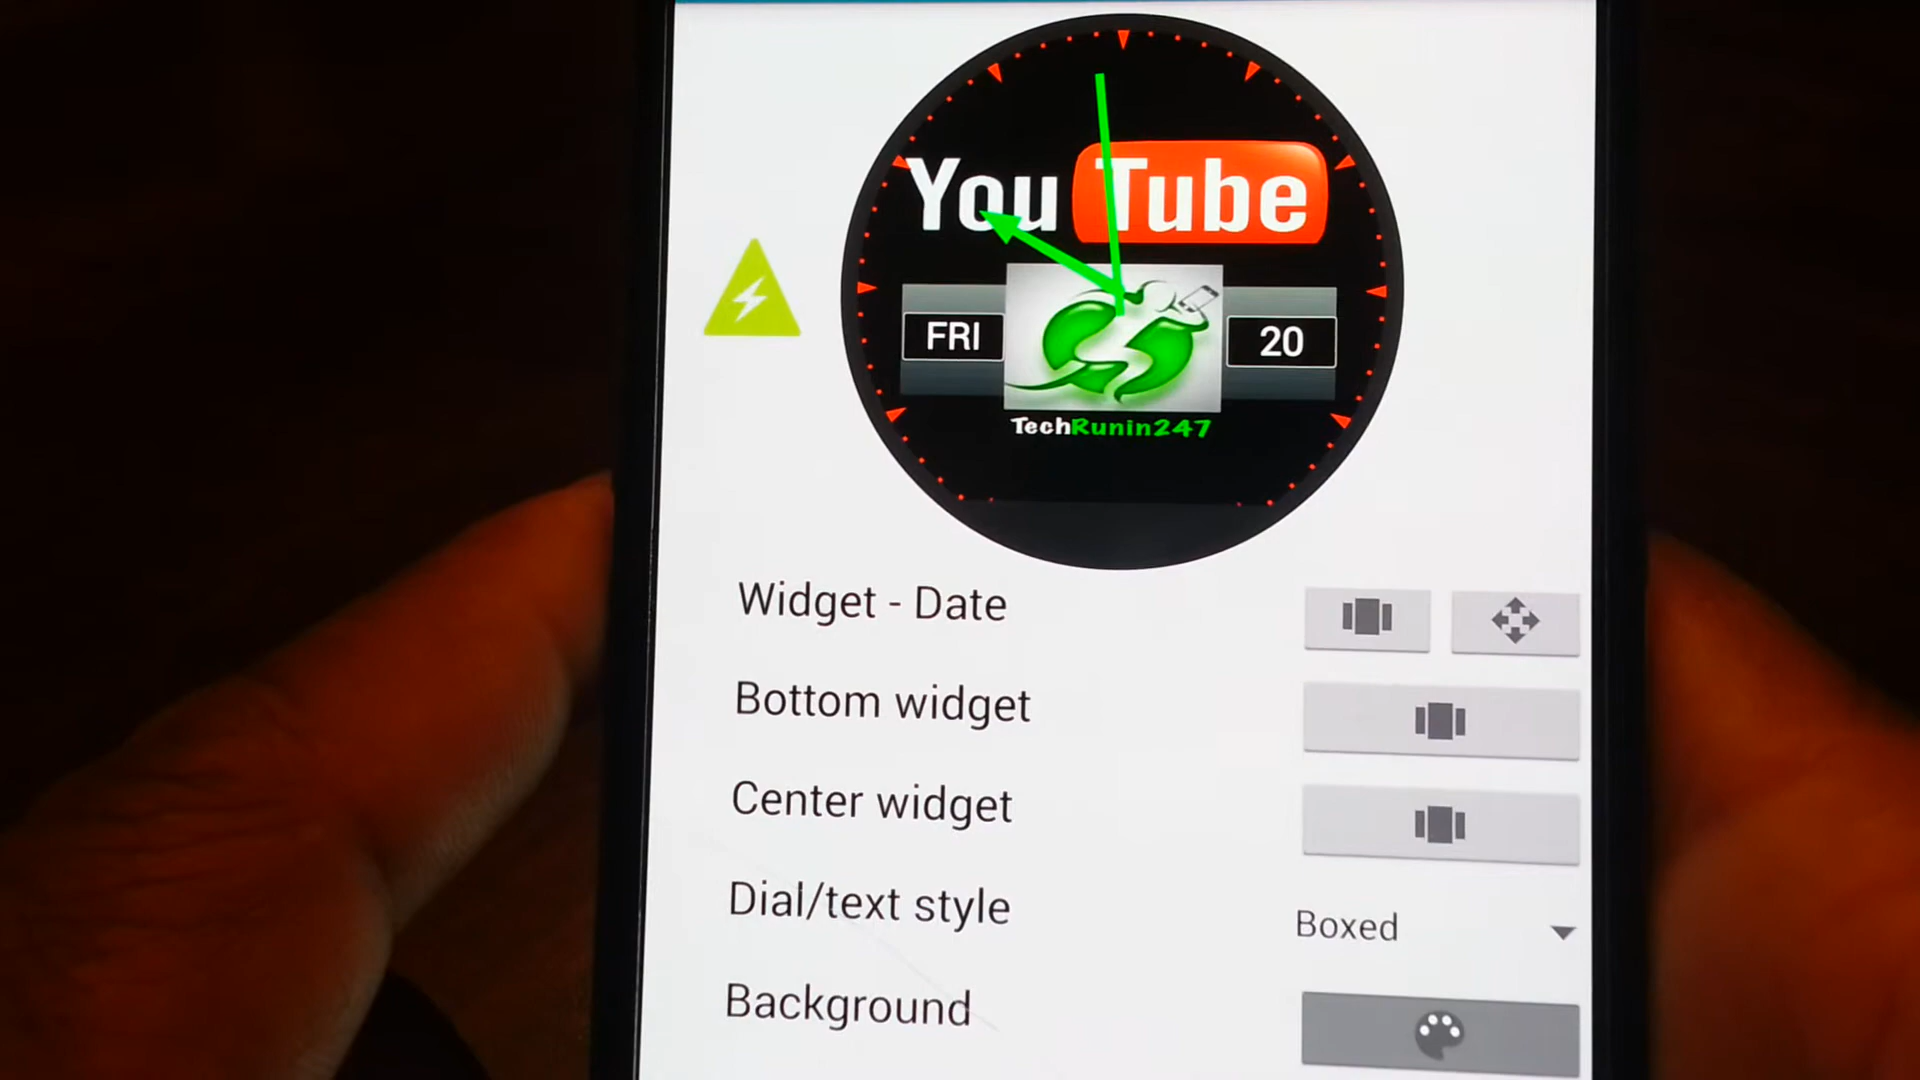 YouTube
FRI
20
TechRunin247
Widget - Date
Bottom widget
Center widget
Dial/text style
Boxed
Background